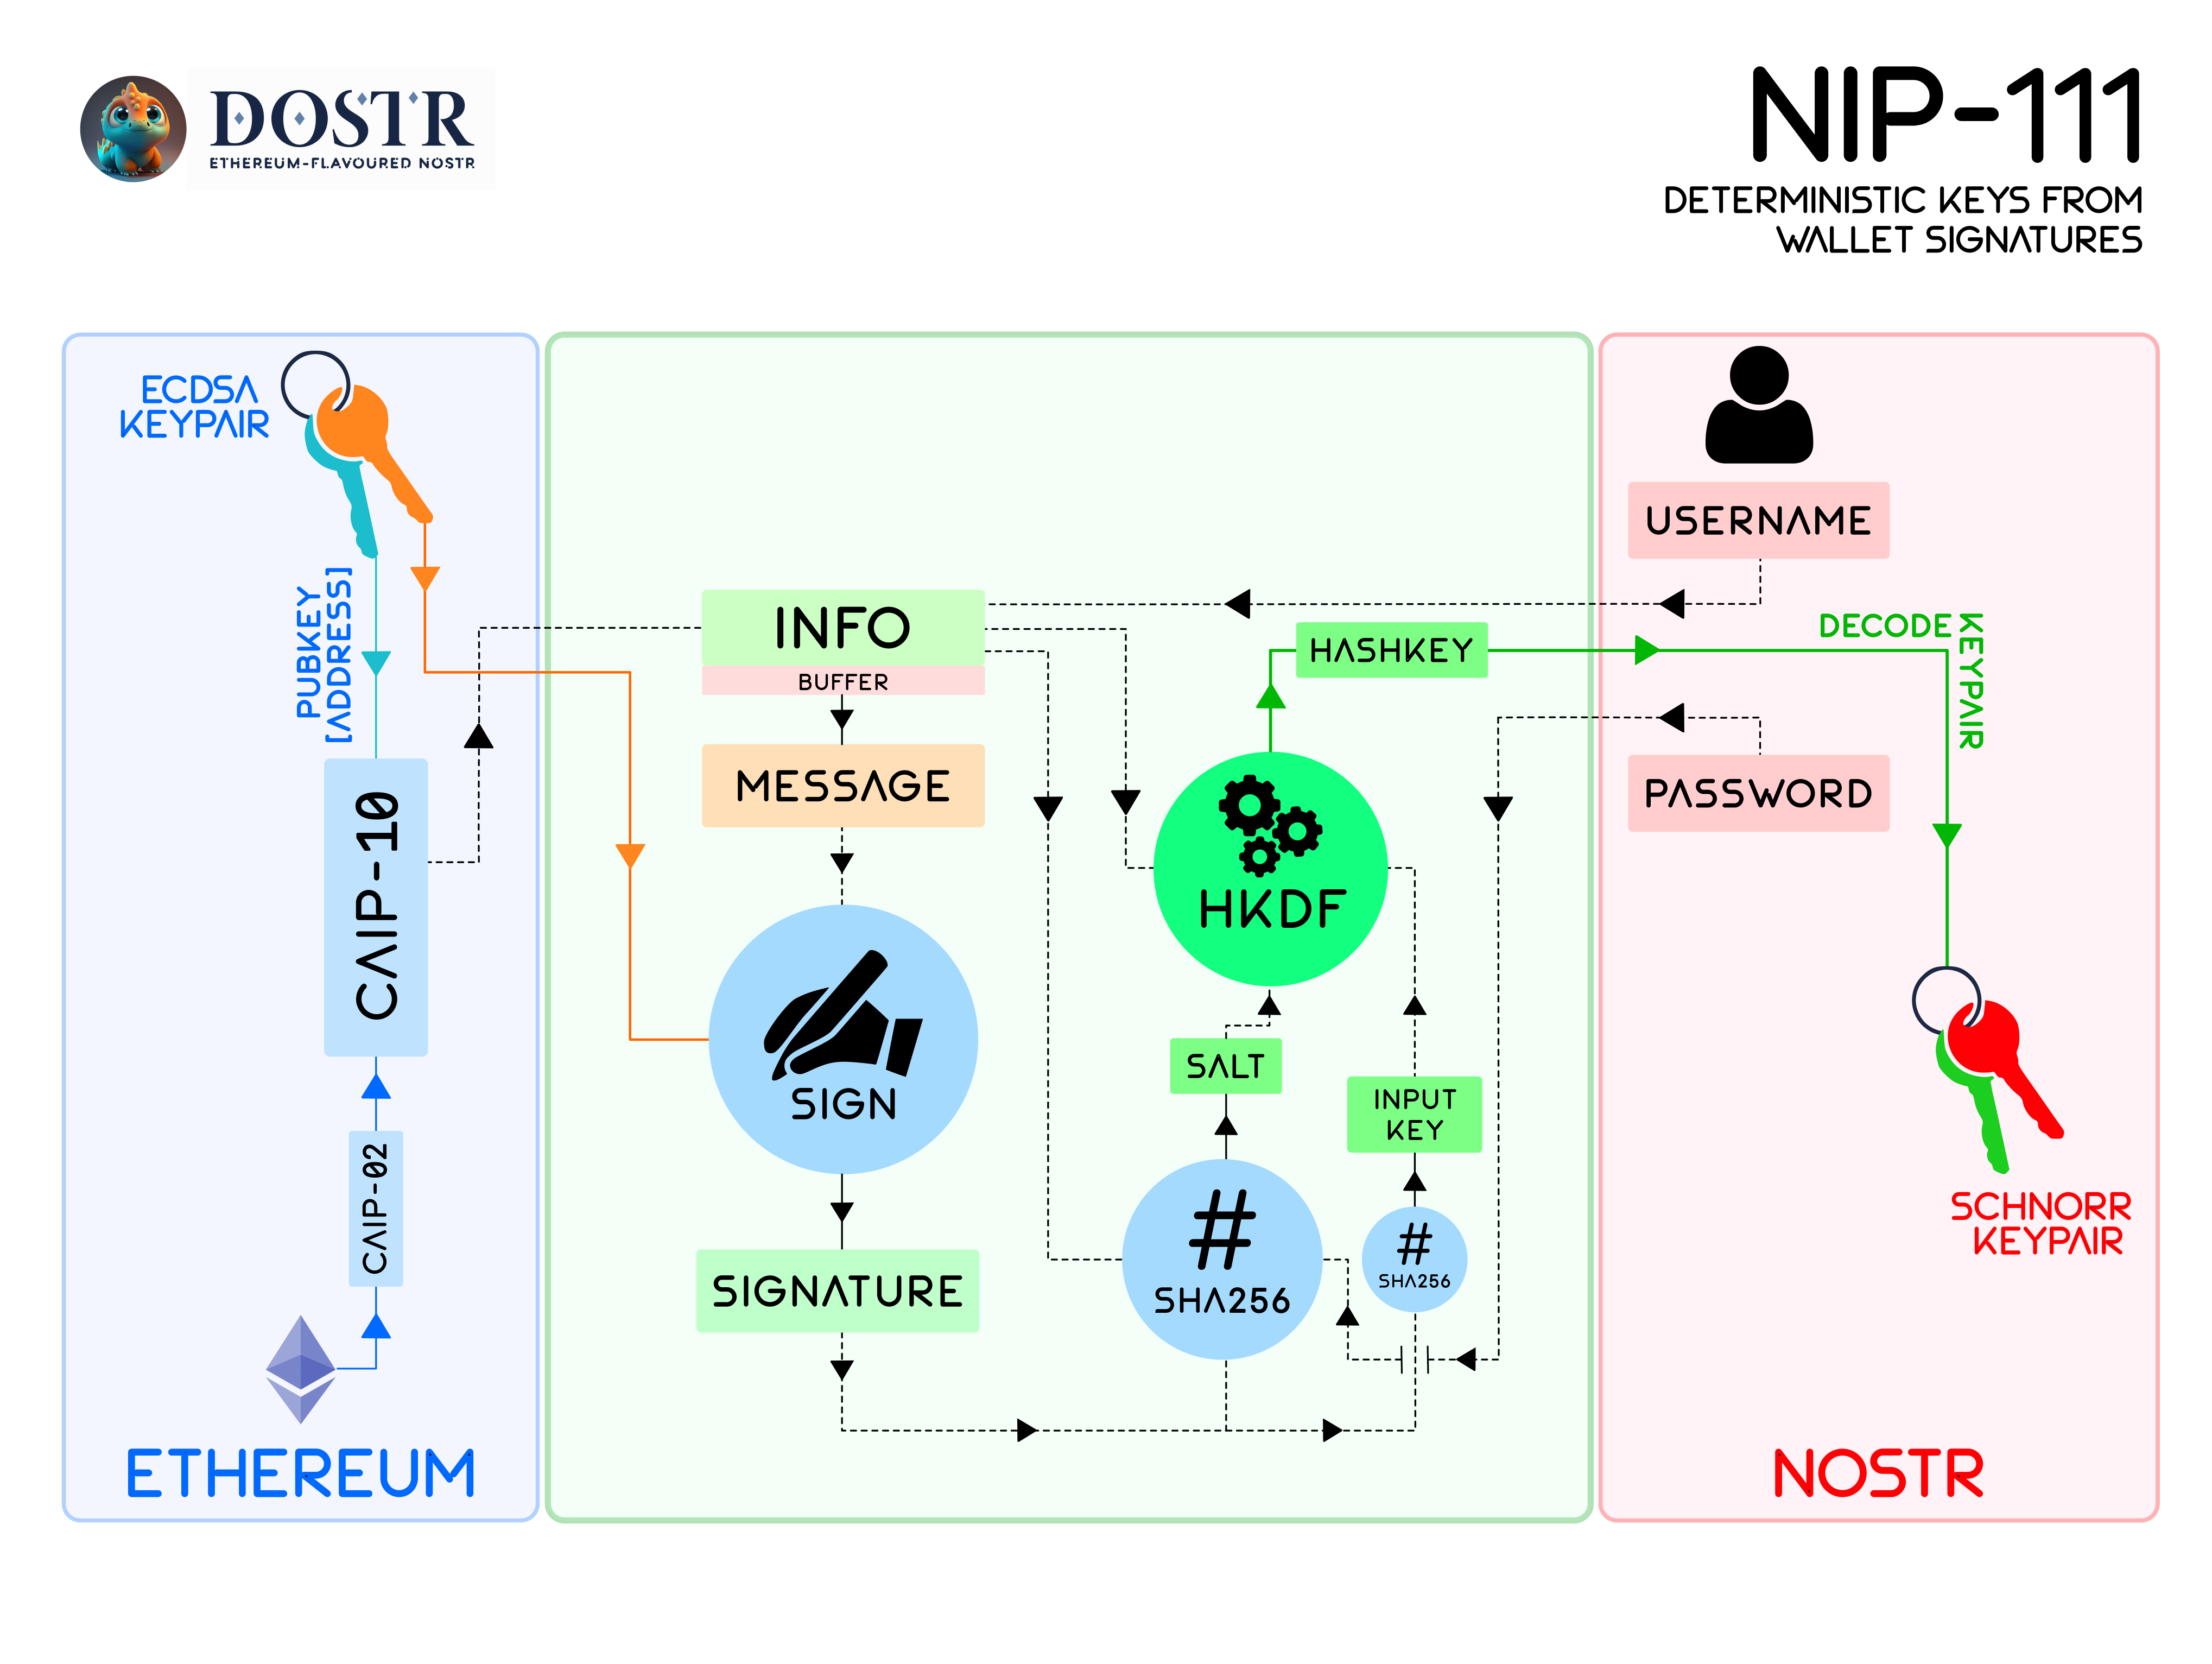 DOSTR
ETHEREUM-FLAVOURED NOSTR
NIP-111
DETERMINISTIC KEYS FROM
WALLET SIGNATURES
ECDSA
KEYPAIR
PUBKEY
[ADDRESS]
CAIP-10
CAIP-02
ETHEREUM
INFO
BUFFER
MESSAGE
SIGN
SIGNATURE
HASHKEY
HKDF
SALT
INPUT
KEY
#
SHA256
#
SHA256
USERNAME
DECODE
KEYPAIR
PASSWORD
SCHNORR
KEYPAIR
NOSTR